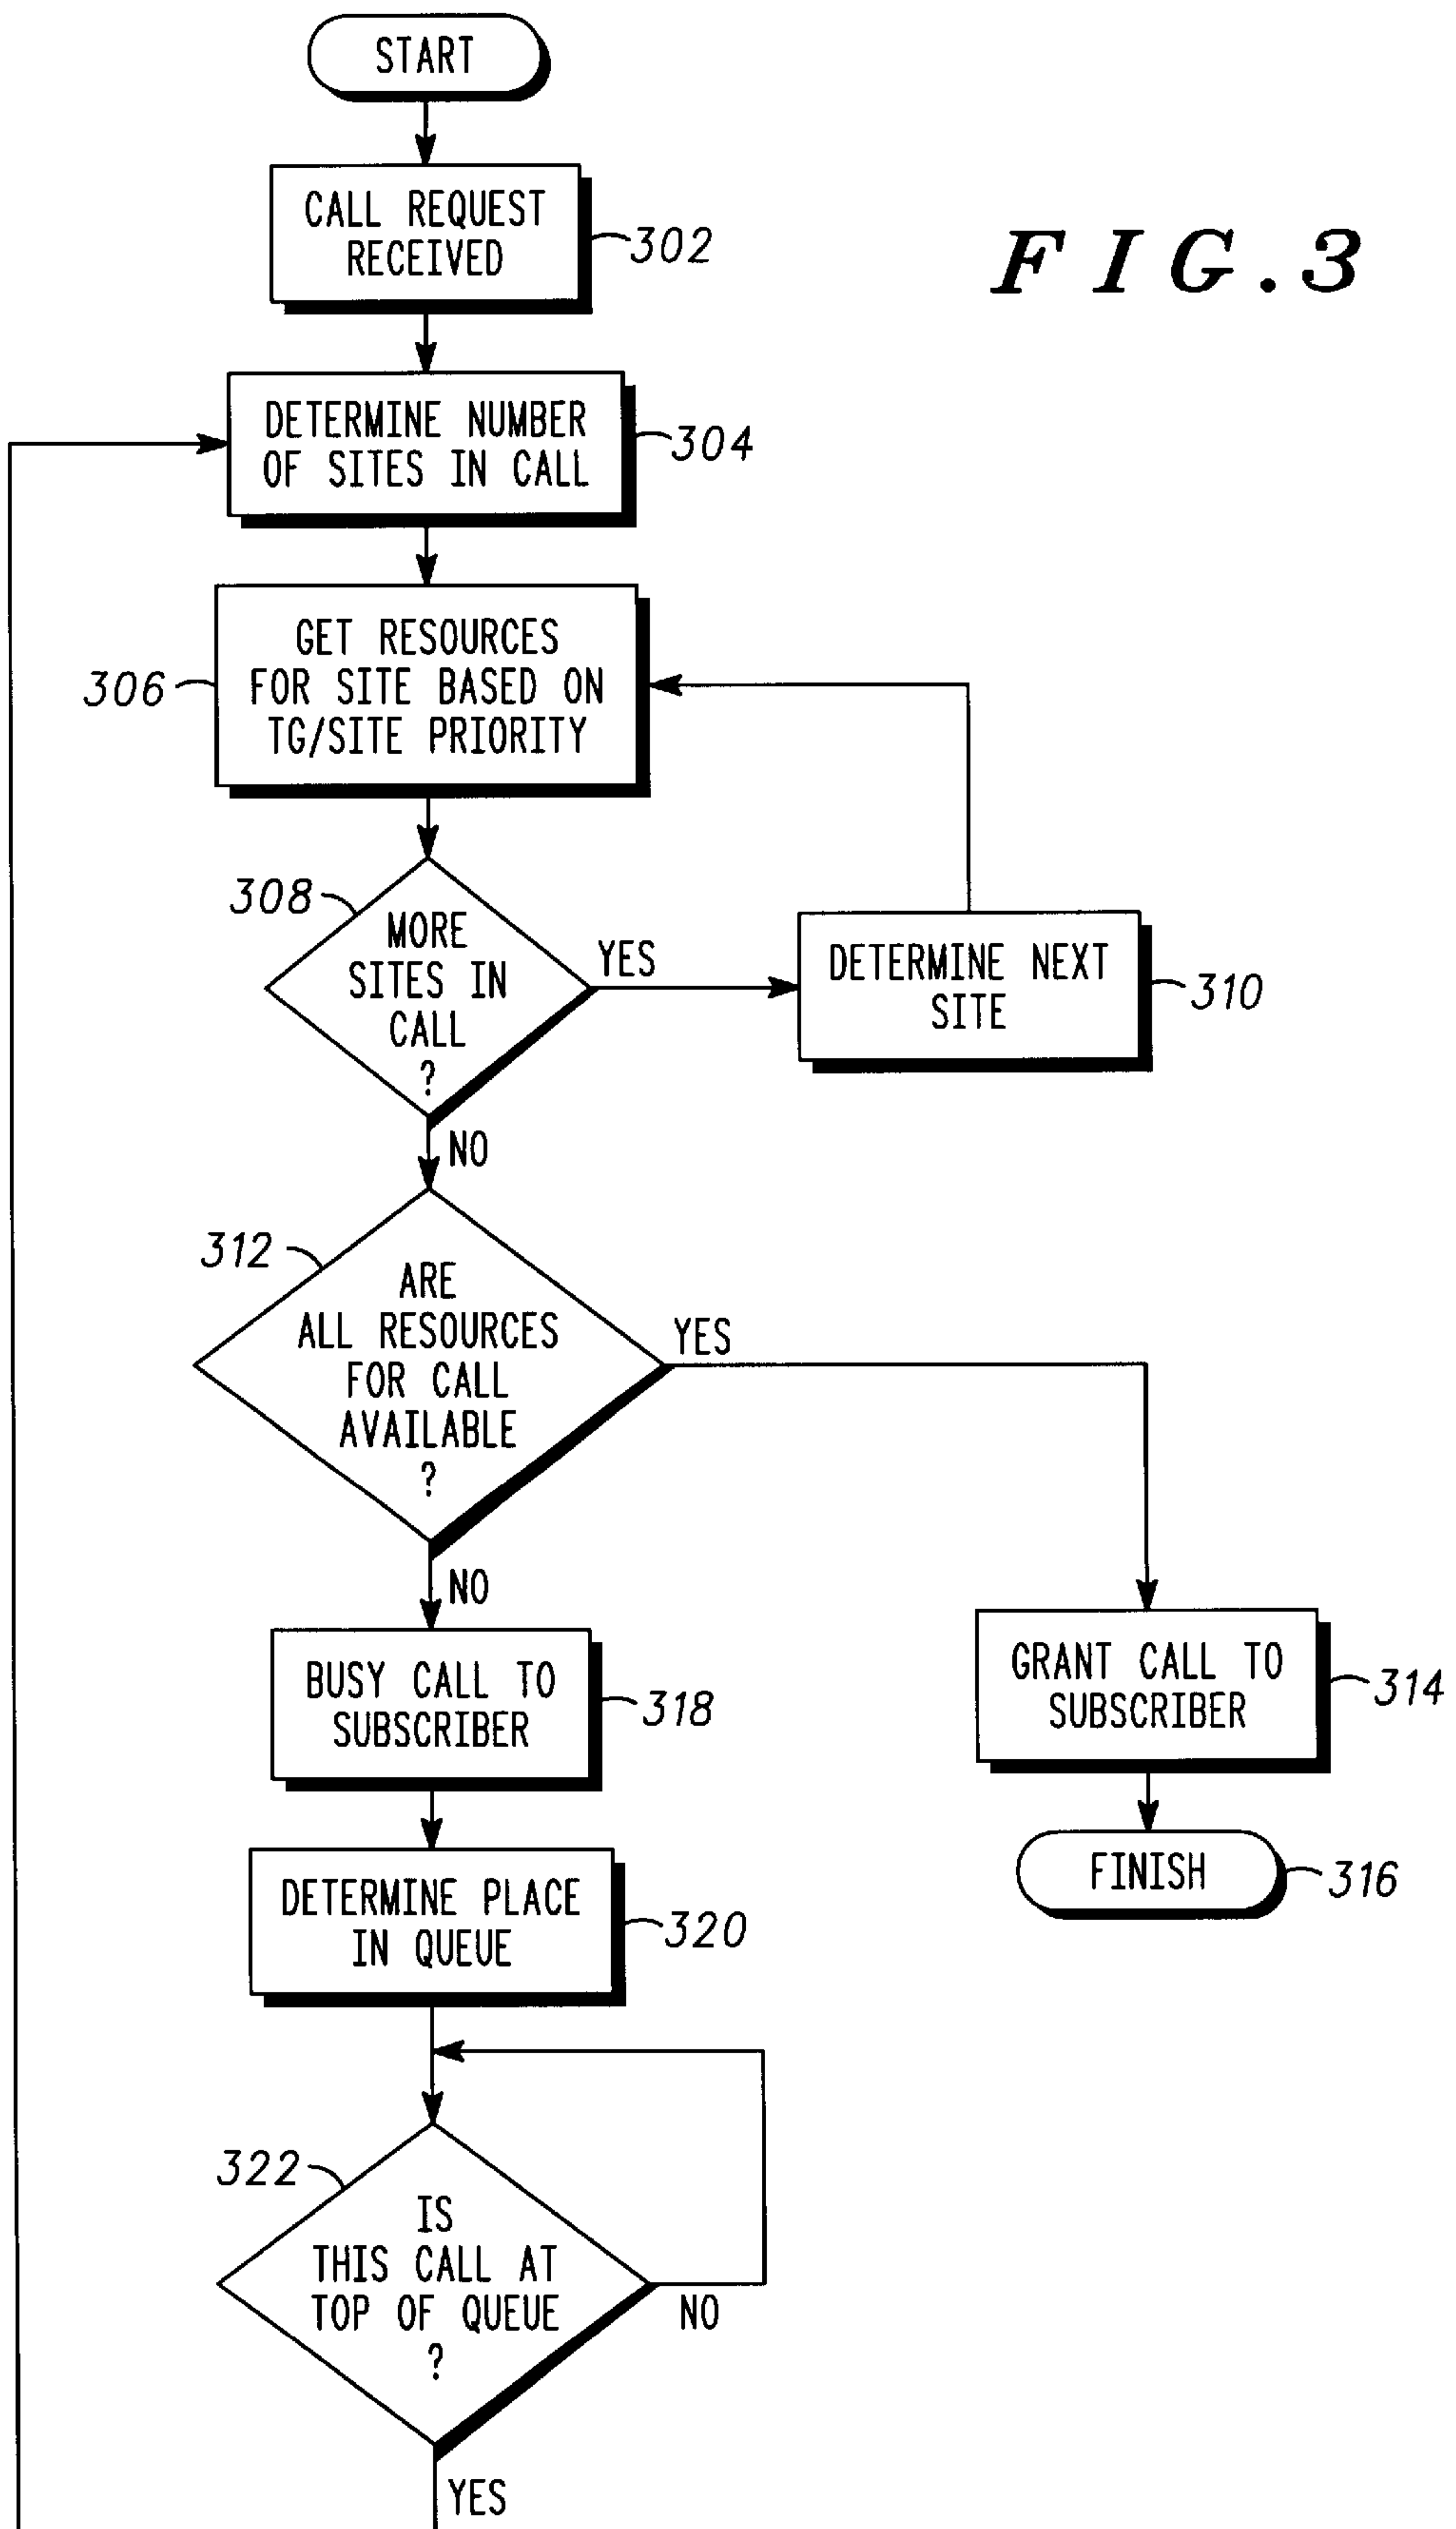 START
CALL REQUEST
RECEIVED
302
FIG.3
DETERMINE NUMBER
OF SITES IN CALL
304
GET RESOURCES
FOR SITE BASED ON
TG/SITE PRIORITY
306
308
MORE
SITES IN
CALL
?
YES
DETERMINE NEXT
SITE
310
NO
312
ARE
ALL RESOURCES
FOR CALL
AVAILABLE
?
YES
NO
BUSY CALL TO
SUBSCRIBER
318
GRANT CALL TO
SUBSCRIBER
314
FINISH
316
DETERMINE PLACE
IN QUEUE
320
322
IS
THIS CALL AT
TOP OF QUEUE
?
NO
YES